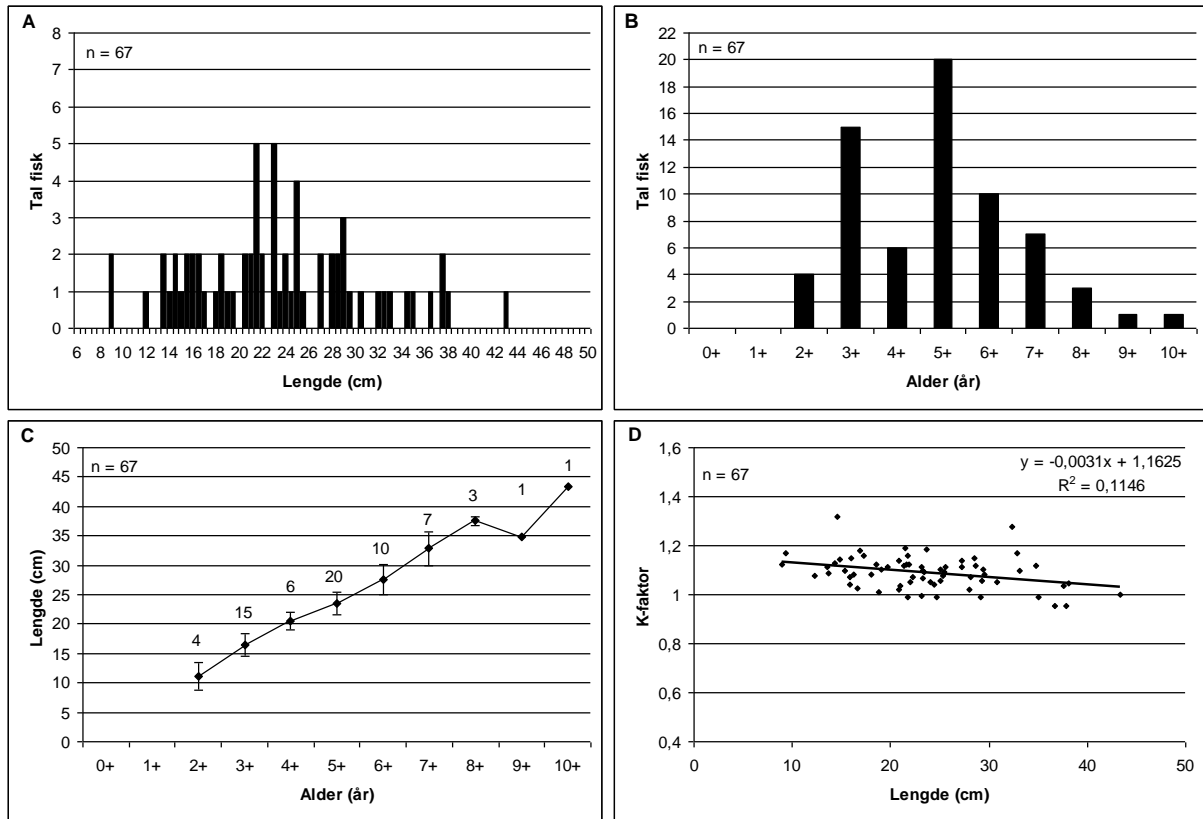 A
n = 67
Tal fisk
8
7
6
5
4
3
2
1
0
6 8 10 12 14 16 18 20 22 24 26 28 30 32 34 36 38 40 42 44 46 48 50
Lengde (cm)
B
n = 67
Tal fisk
22
20
18
16
14
12
10
8
6
4
2
0
0+ 1+ 2+ 3+ 4+ 5+ 6+ 7+ 8+ 9+ 10+
Alder (år)
C
n = 67
Lengde (cm)
50
45
40
35
30
25
20
15
10
5
0
4 15 6 20 10 7 3 1 1
0+ 1+ 2+ 3+ 4+ 5+ 6+ 7+ 8+ 9+ 10+
Alder (år)
D
n = 67
y = -0,0031x + 1,1625
R² = 0,1146
K-faktor
1,6
1,4
1,2
1,0
0,8
0,6
0,4
0 10 20 30 40 50
Lengde (cm)